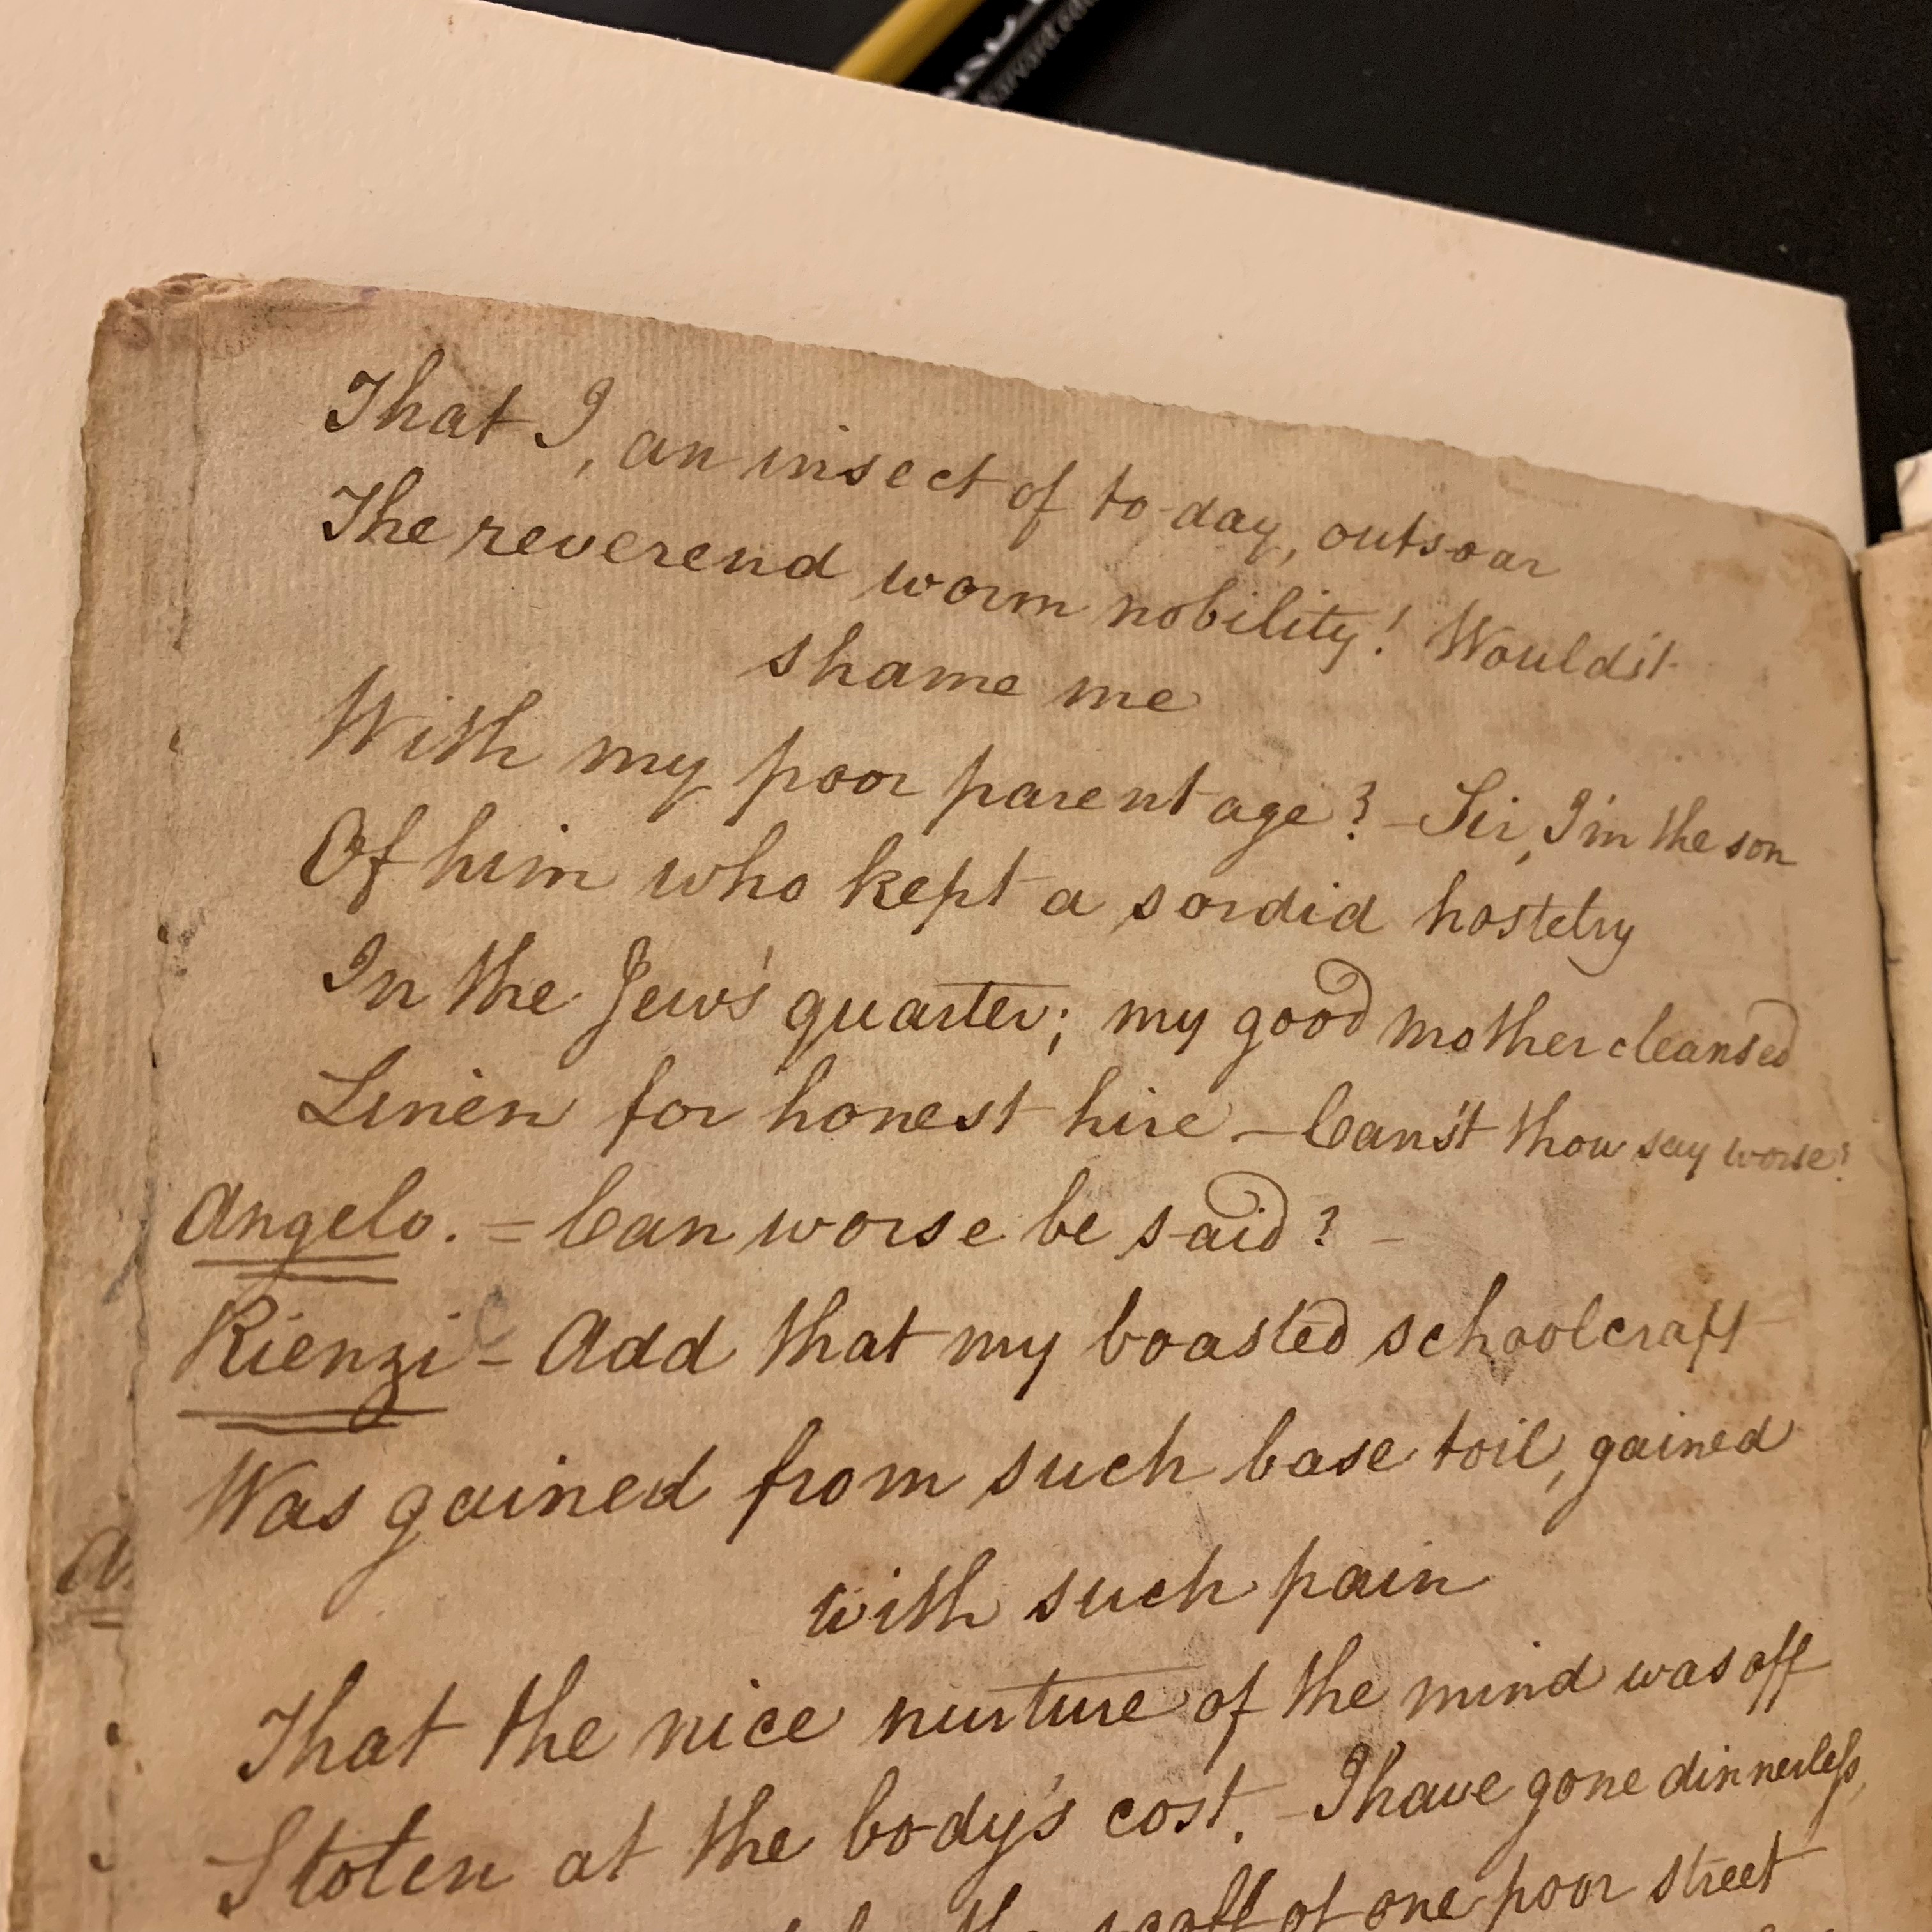 That I, an insect of to-day, outsoar
The reverend worm nobility! Would'st
shame me
With my poor parentage? - Sir, I'm the son
Of him who kept a sordid hostelry
In the Jew's quarter; my good mother cleansed
Linen for honest hire - Can'st thou say worse?
Angelo. = Can worse be said? -
Rienzi - Add that my boasted schoolcraft
Was gained from such base toil, gained
with such pain
That the nice nurture of the mind was off
Stolen at the body's cost. - I have gone dinnerless
scoff of one poor street